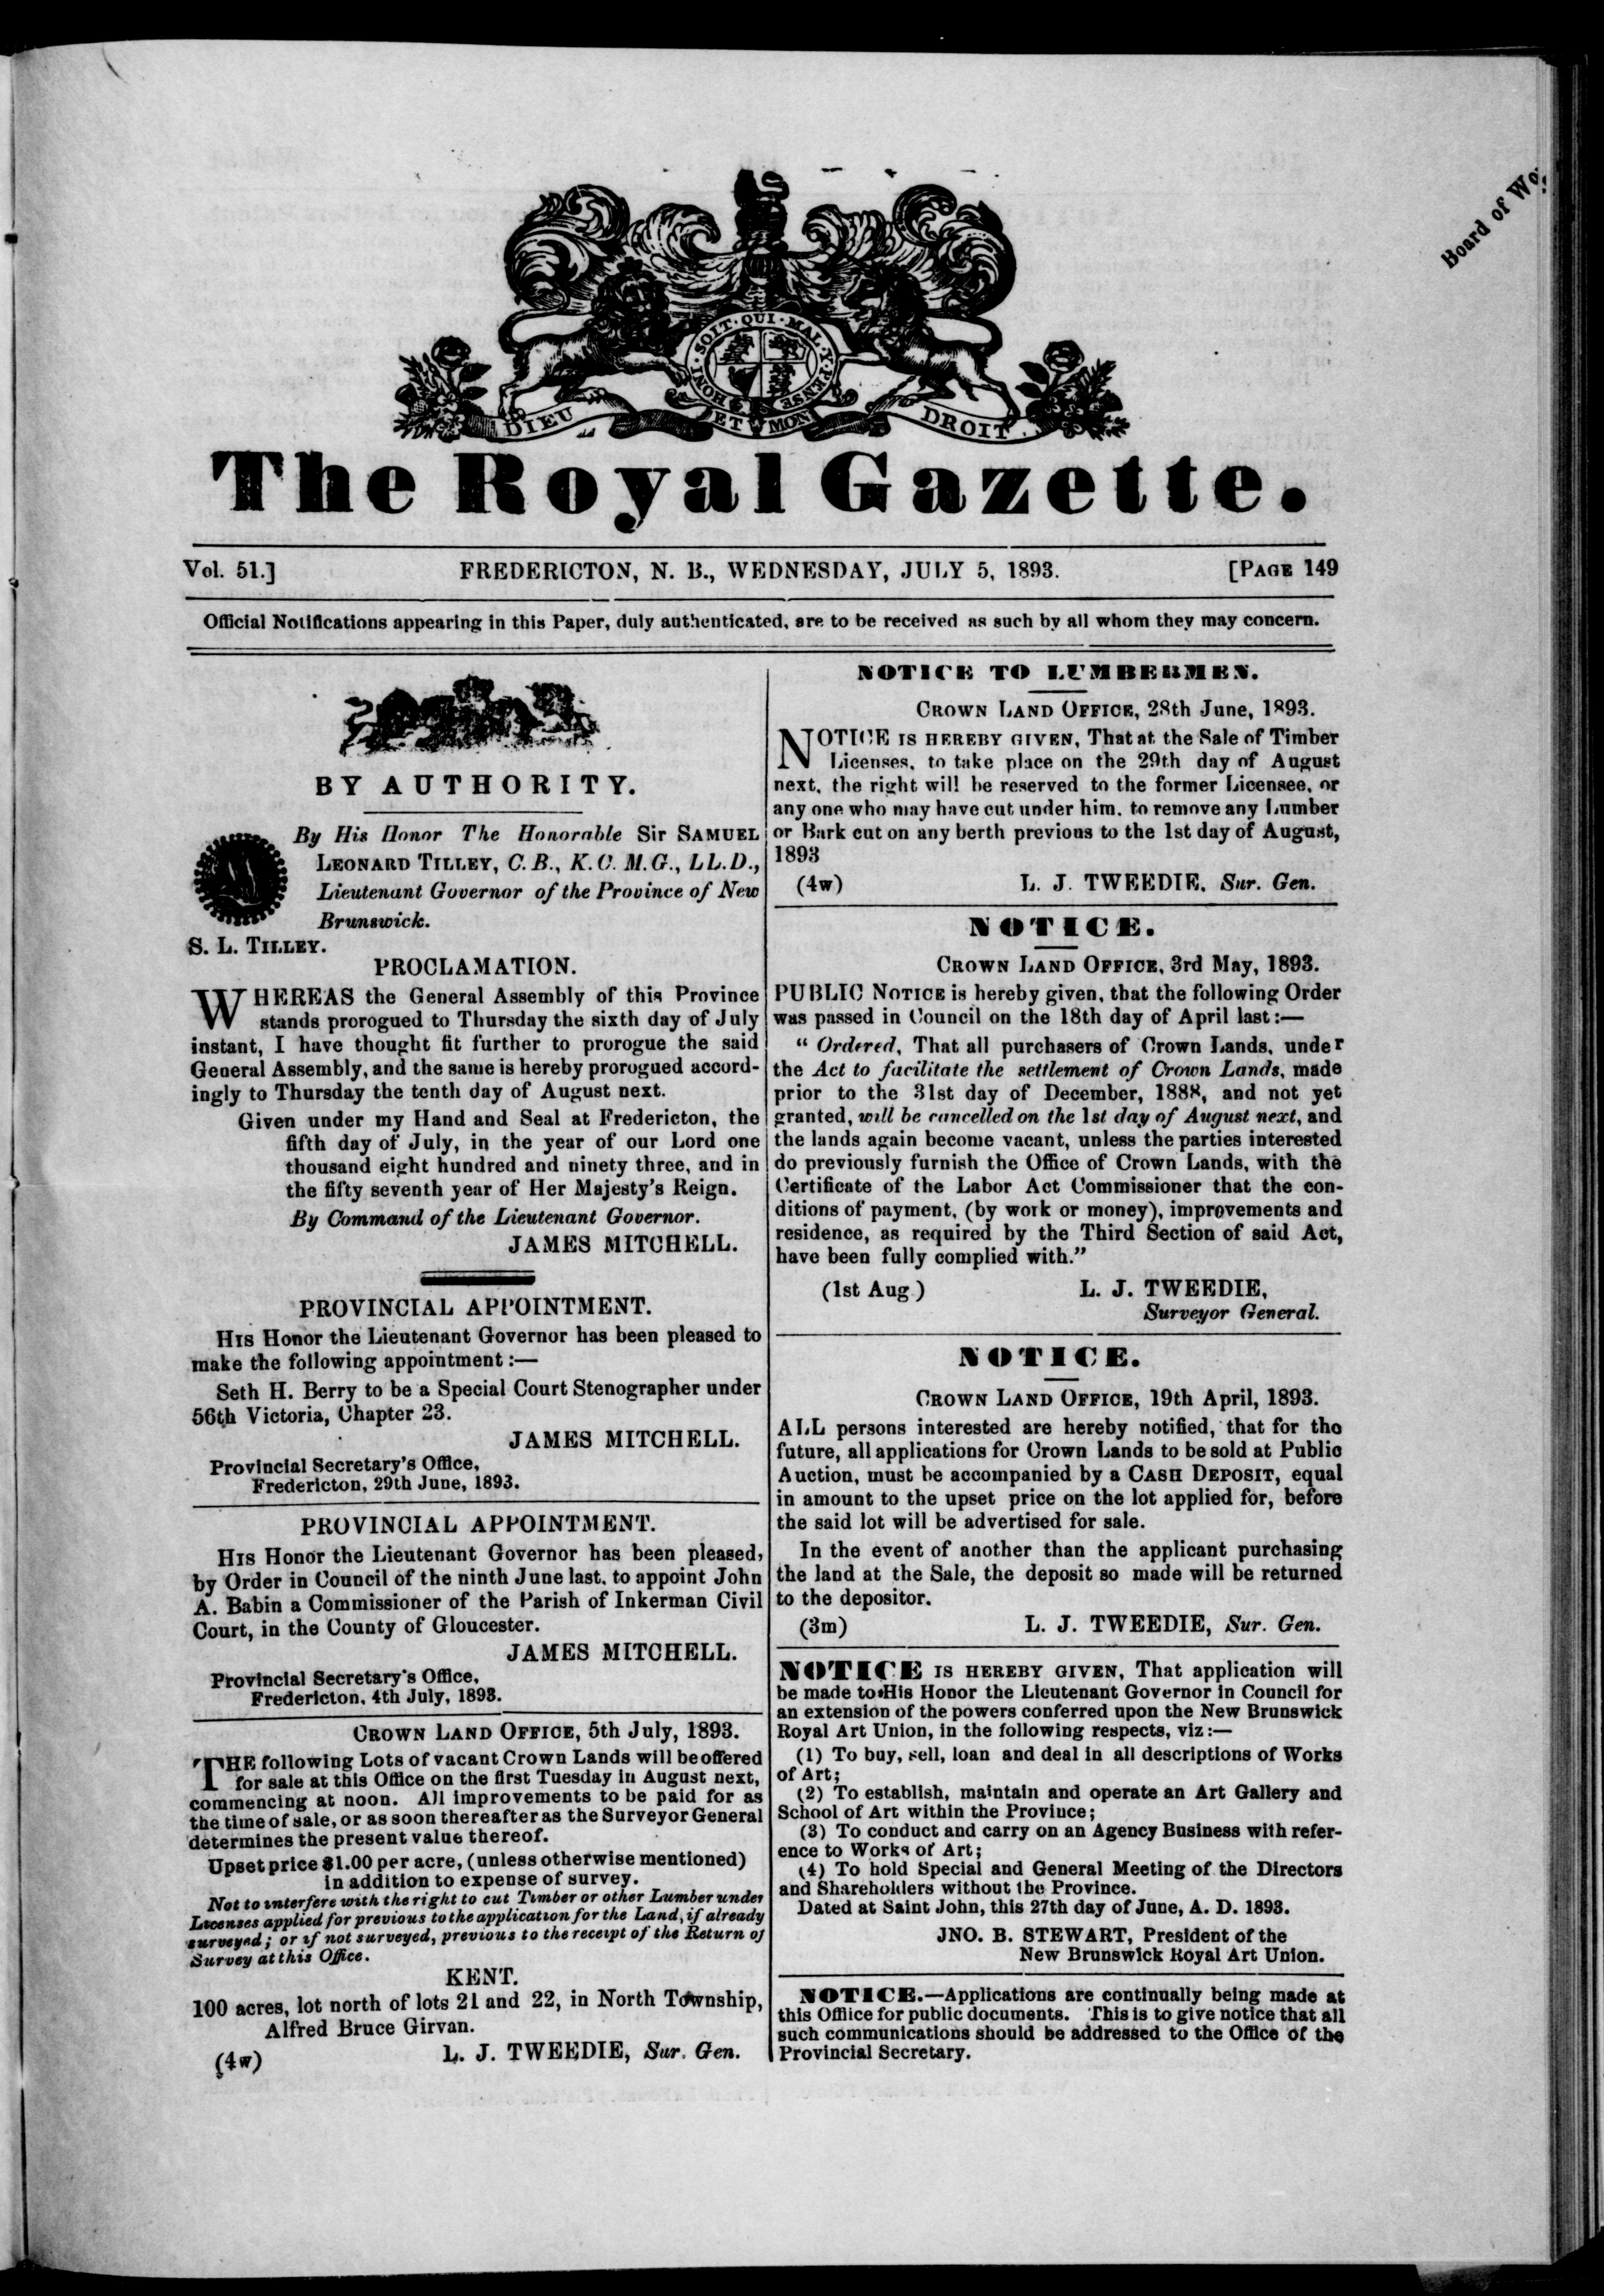 Board of Wo
HONI · SOIT · QUI · MAL · Y · PENSE
DIEU ET MON DROIT.
The Royal Gazette.
Vol. 51.] FREDERICTON, N. B., WEDNESDAY, JULY 5, 1893. [PAGE 149
Official Notifications appearing in this Paper, duly authenticated, are to be received as such by all whom they may concern.
BY AUTHORITY.
By His Honor The Honorable Sir SAMUEL
LEONARD TILLEY, C. B., K. C. M. G., LL.D.,
Lieutenant Governor of the Province of New
Brunswick.
S. L. TILLEY.
PROCLAMATION.
WHEREAS the General Assembly of this Province
stands prorogued to Thursday the sixth day of July
instant, I have thought fit further to prorogue the said
General Assembly, and the same is hereby prorogued accord-
ingly to Thursday the tenth day of August next.
Given under my Hand and Seal at Fredericton, the
fifth day of July, in the year of our Lord one
thousand eight hundred and ninety three, and in
the fifty seventh year of Her Majesty's Reign.
By Command of the Lieutenant Governor.
JAMES MITCHELL.
PROVINCIAL APPOINTMENT.
HIS Honor the Lieutenant Governor has been pleased to
make the following appointment :—
Seth H. Berry to be a Special Court Stenographer under
56th Victoria, Chapter 23.
JAMES MITCHELL.
Provincial Secretary's Office,
Fredericton, 29th June, 1893.
PROVINCIAL APPOINTMENT.
HIS Honor the Lieutenant Governor has been pleased,
by Order in Council of the ninth June last, to appoint John
A. Babin a Commissioner of the Parish of Inkerman Civil
Court, in the County of Gloucester.
JAMES MITCHELL.
Provincial Secretary's Office,
Fredericton, 4th July, 1893.
CROWN LAND OFFICE, 5th July, 1893.
THE following Lots of vacant Crown Lands will be offered
for sale at this Office on the first Tuesday in August next,
commencing at noon. All improvements to be paid for as
the time of sale, or as soon thereafter as the Surveyor General
determines the present value thereof.
Upset price $1.00 per acre, (unless otherwise mentioned)
in addition to expense of survey.
Not to interfere with the right to cut Timber or other Lumber under
Licenses applied for previous to the application for the Land, if already
surveyed ; or if not surveyed, previous to the receipt of the Return of
Survey at this Office.
KENT.
100 acres, lot north of lots 21 and 22, in North Township,
Alfred Bruce Girvan.
(4w) L. J. TWEEDIE, Sur. Gen.
NOTICE TO LUMBERMEN.
CROWN LAND OFFICE, 28th June, 1893.
NOTICE IS HEREBY GIVEN, That at the Sale of Timber
Licenses, to take place on the 29th day of August
next, the right will be reserved to the former Licensee, or
any one who may have cut under him, to remove any Lumber
or Bark cut on any berth previous to the 1st day of August,
1893
(4w) L. J. TWEEDIE, Sur. Gen.
NOTICE.
CROWN LAND OFFICE, 3rd May, 1893.
PUBLIC NOTICE is hereby given, that the following Order
was passed in Council on the 18th day of April last :—
" Ordered, That all purchasers of Crown Lands, under
the Act to facilitate the settlement of Crown Lands, made
prior to the 31st day of December, 1888, and not yet
granted, will be cancelled on the 1st day of August next, and
the lands again become vacant, unless the parties interested
do previously furnish the Office of Crown Lands, with the
Certificate of the Labor Act Commissioner that the con-
ditions of payment, (by work or money), improvements and
residence, as required by the Third Section of said Act,
have been fully complied with."
(1st Aug.) L. J. TWEEDIE,
Surveyor General.
NOTICE.
CROWN LAND OFFICE, 19th April, 1893.
ALL persons interested are hereby notified, that for the
future, all applications for Crown Lands to be sold at Public
Auction, must be accompanied by a CASH DEPOSIT, equal
in amount to the upset price on the lot applied for, before
the said lot will be advertised for sale.
In the event of another than the applicant purchasing
the land at the Sale, the deposit so made will be returned
to the depositor.
(3m) L. J. TWEEDIE, Sur. Gen.
NOTICE IS HEREBY GIVEN, That application will
be made to His Honor the Lieutenant Governor in Council for
an extension of the powers conferred upon the New Brunswick
Royal Art Union, in the following respects, viz :—
(1) To buy, sell, loan and deal in all descriptions of Works
of Art;
(2) To establish, maintain and operate an Art Gallery and
School of Art within the Province;
(3) To conduct and carry on an Agency Business with refer-
ence to Works of Art;
(4) To hold Special and General Meeting of the Directors
and Shareholders without the Province.
Dated at Saint John, this 27th day of June, A. D. 1893.
JNO. B. STEWART, President of the
New Brunswick Royal Art Union.
NOTICE.—Applications are continually being made at
this Offiice for public documents. This is to give notice that all
such communications should be addressed to the Office of the
Provincial Secretary.